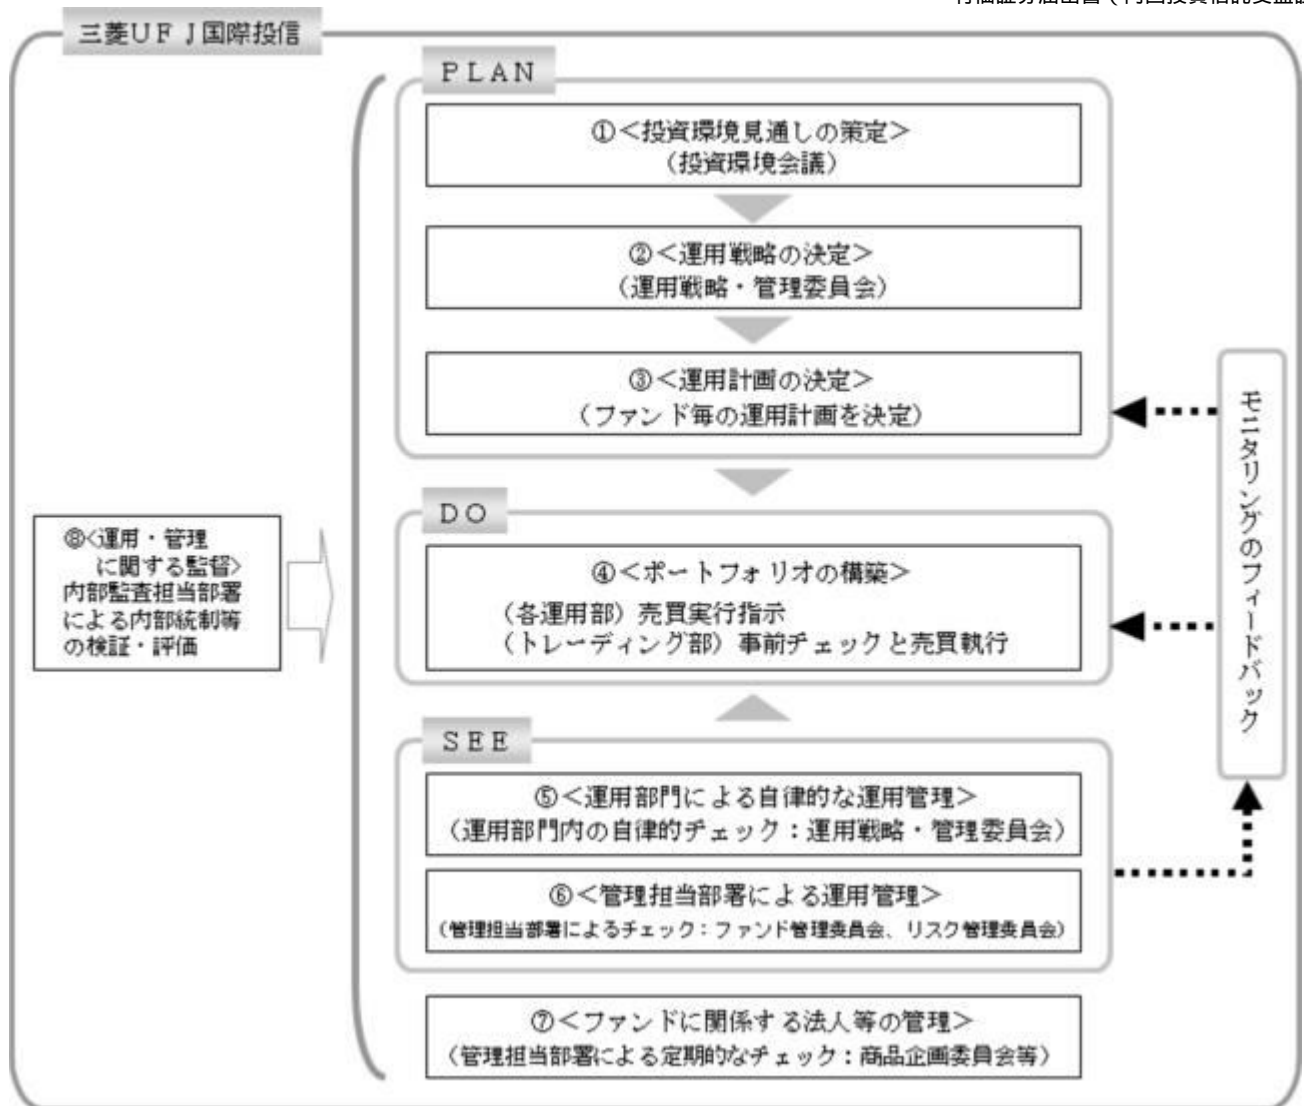 三菱UFJ国際投信
PLAN
①<投資環境見通しの策定>
(投資環境会議)
②<運用戦略の決定>
(運用戦略・管理委員会)
③<運用計画の決定>
(ファンド毎の運用計画を決定)
DO
④<ポートフォリオの構築>
(各運用部)売買実行指示
(トレーディング部)事前チェックと売買執行
SEE
⑤<運用部門による自律的な運用管理>
(運用部門内の自律的チェック:運用戦略・管理委員会)
⑥<管理担当部署による運用管理>
(管理担当部署によるチェック:ファンド管理委員会、リスク管理委員会)
⑦<ファンドに関係する法人等の管理>
(管理担当部署による定期的なチェック:商品企画委員会等)
⑧<運用・管理
に関する監督>
内部監査担当部署
による内部統制等
の検証・評価
モニタリングのフィードバック